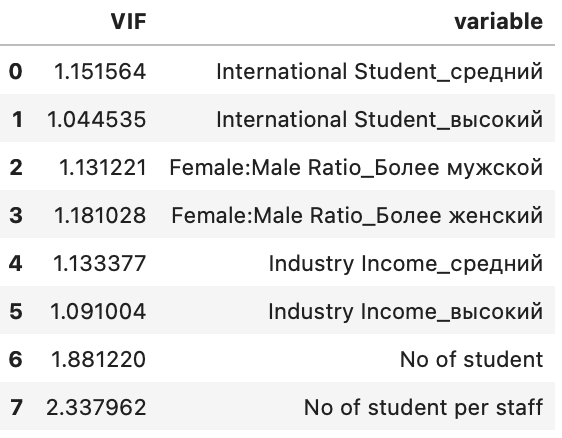 VIF variable
0 1.151564 International Student_средний
1 1.044535 International Student_высокий
2 1.131221 Female:Male Ratio_Более мужской
3 1.181028 Female:Male Ratio_Более женский
4 1.133377 Industry Income_средний
5 1.091004 Industry Income_высокий
6 1.881220 No of student
7 2.337962 No of student per staff